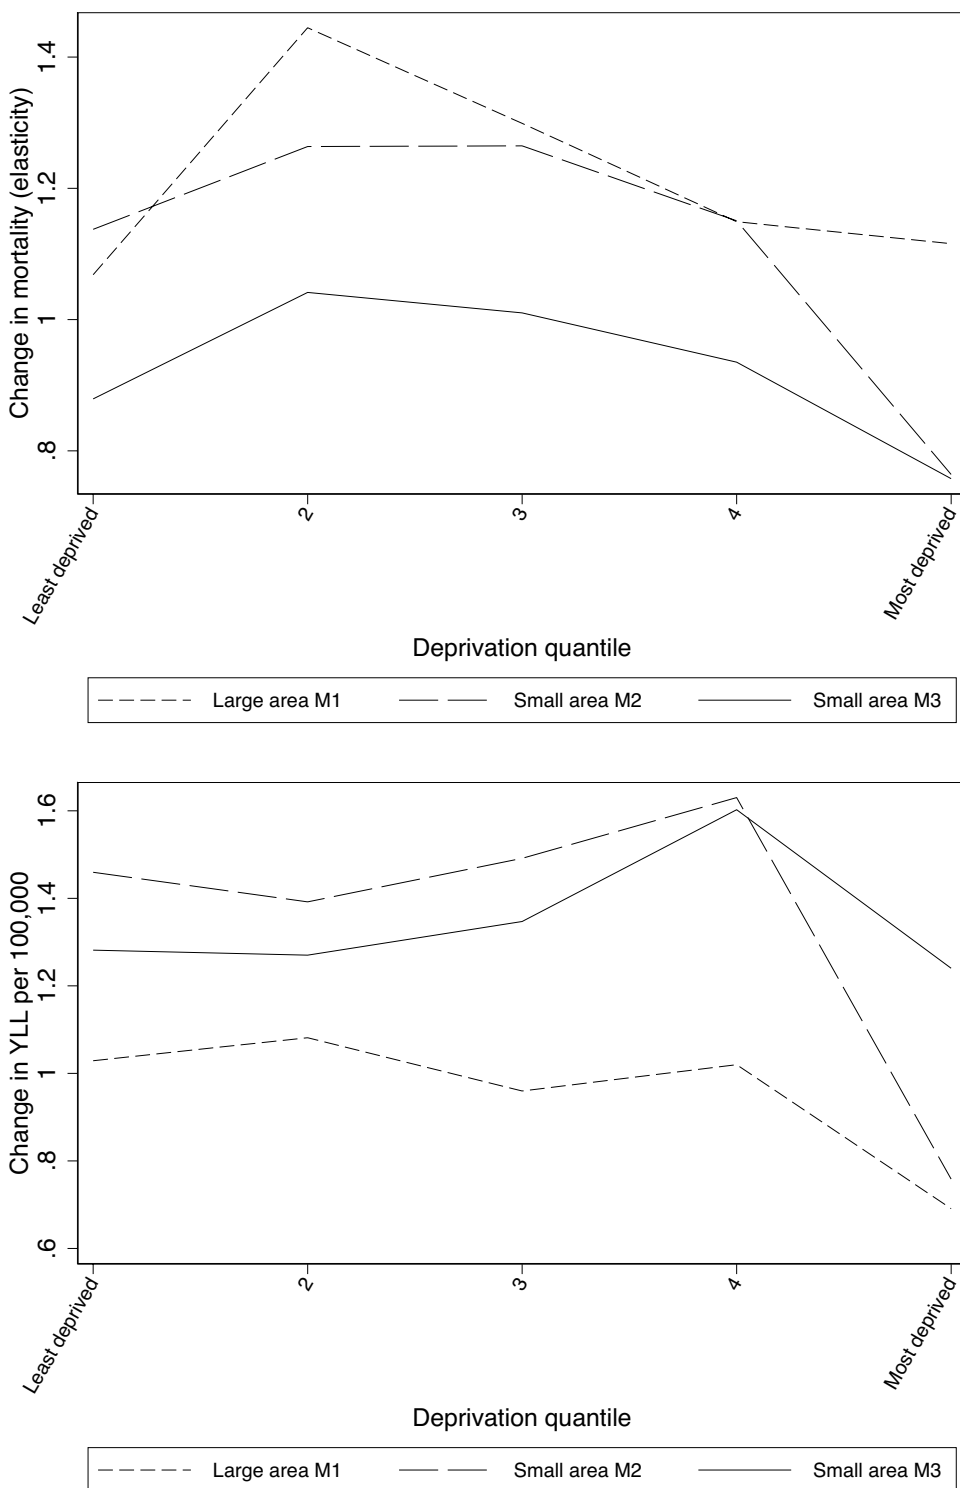 Change in mortality (elasticity)
1.4
1.2
1
.8
Least deprived
2
3
4
Most deprived
Deprivation quantile
Large area M1 Small area M2 Small area M3
Change in YLL per 100,000
1.6
1.4
1.2
1
.8
.6
Least deprived
2
3
4
Most deprived
Deprivation quantile
Large area M1 Small area M2 Small area M3